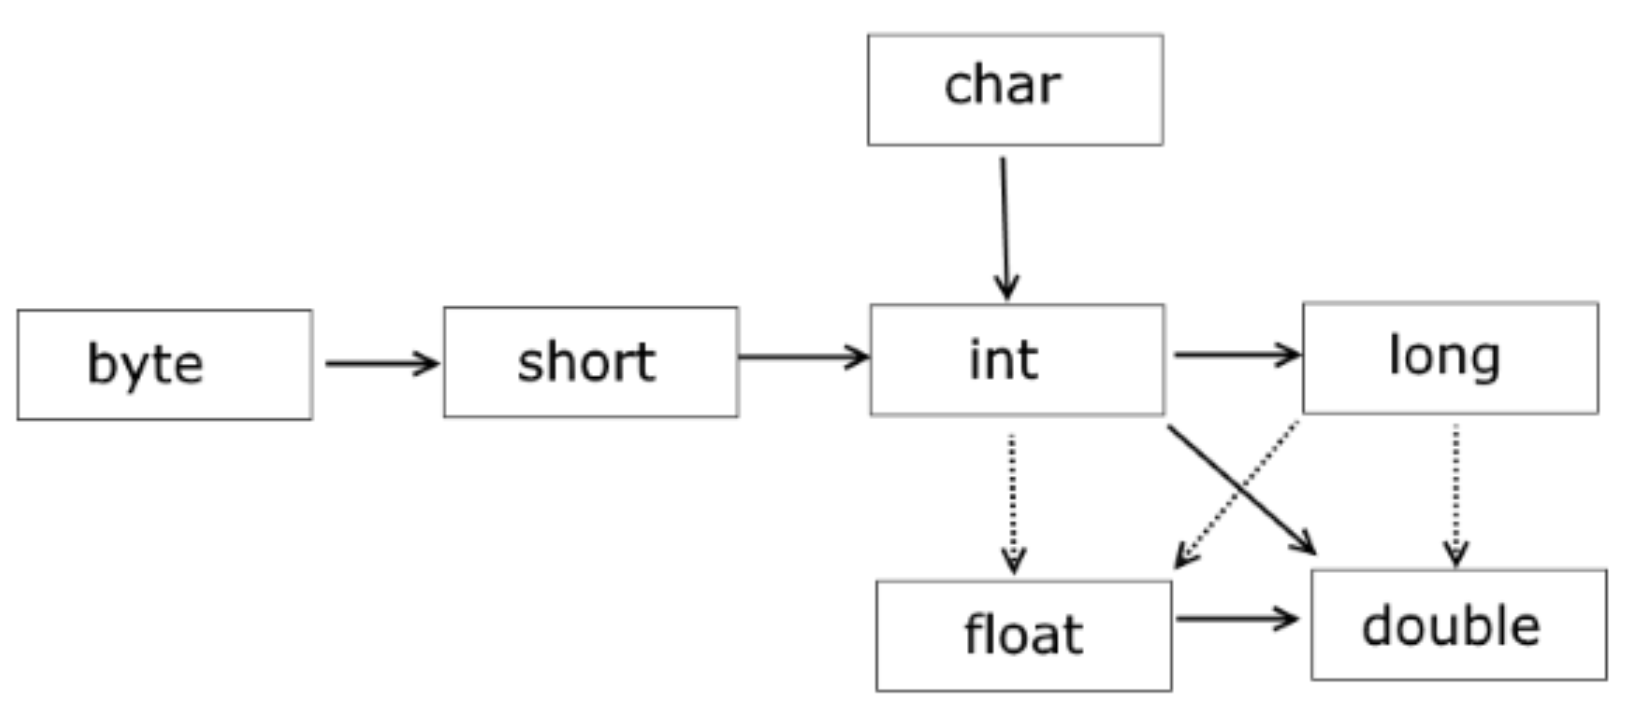 char
byte
short
int
long
float
double